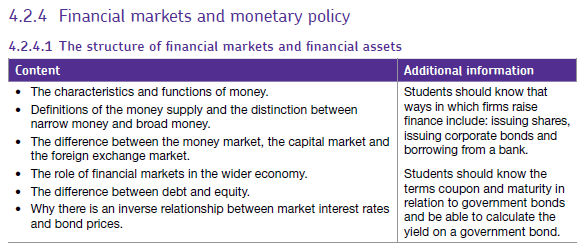 4.2.4 Financial markets and monetary policy
4.2.4.1 The structure of financial markets and financial assets
Content
• The characteristics and functions of money.
• Definitions of the money supply and the distinction between
narrow money and broad money.
• The difference between the money market, the capital market and
the foreign exchange market.
• The role of financial markets in the wider economy.
• The difference between debt and equity.
• Why there is an inverse relationship between market interest rates
and bond prices.
Additional information
Students should know that
ways in which firms raise
finance include: issuing shares,
issuing corporate bonds and
borrowing from a bank.
Students should know the
terms coupon and maturity in
relation to government bonds
and be able to calculate the
yield on a government bond.